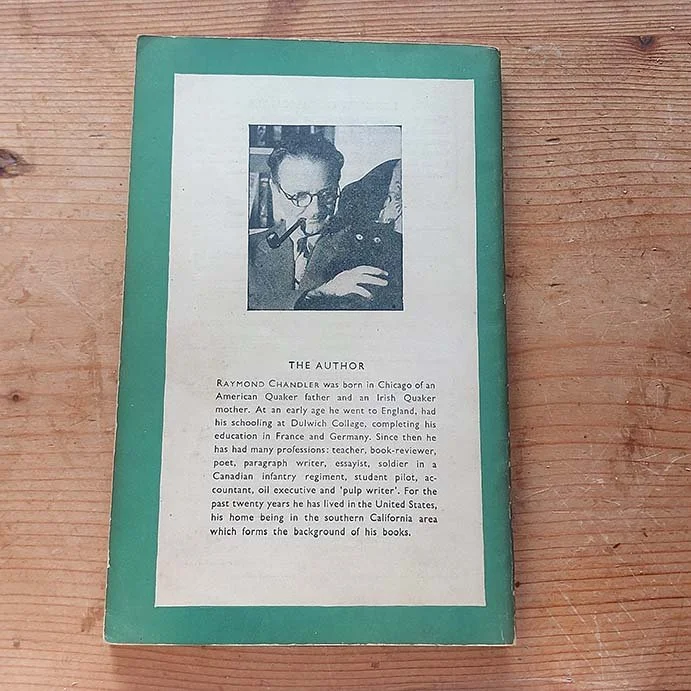 THE AUTHOR
RAYMOND CHANDLER was born in Chicago of an
American Quaker father and an Irish Quaker
mother. At an early age he went to England, had
his schooling at Dulwich College, completing his
education in France and Germany. Since then he
has had many professions: teacher, book-reviewer,
poet, paragraph writer, essayist, soldier in a
Canadian infantry regiment, student pilot, ac-
countant, oil executive and 'pulp writer'. For the
past twenty years he has lived in the United States,
his home being in the southern California area
which forms the background of his books.